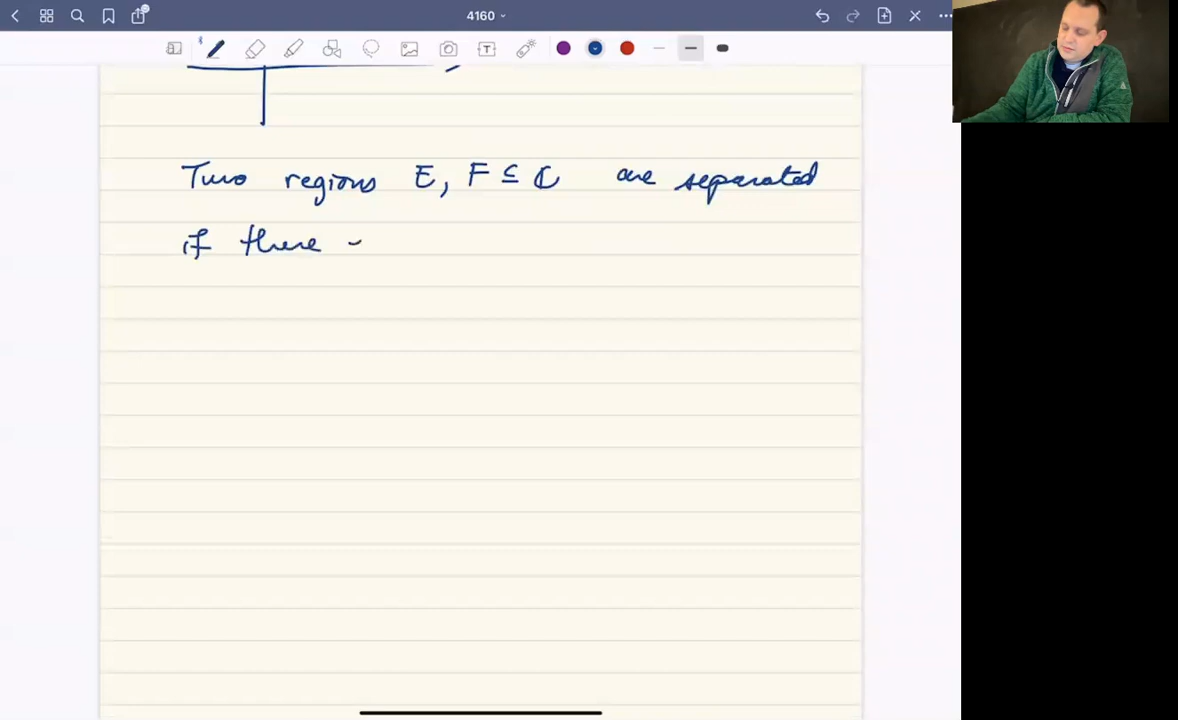 4160
Two regions E, F ⊆ ℂ are separated
if there